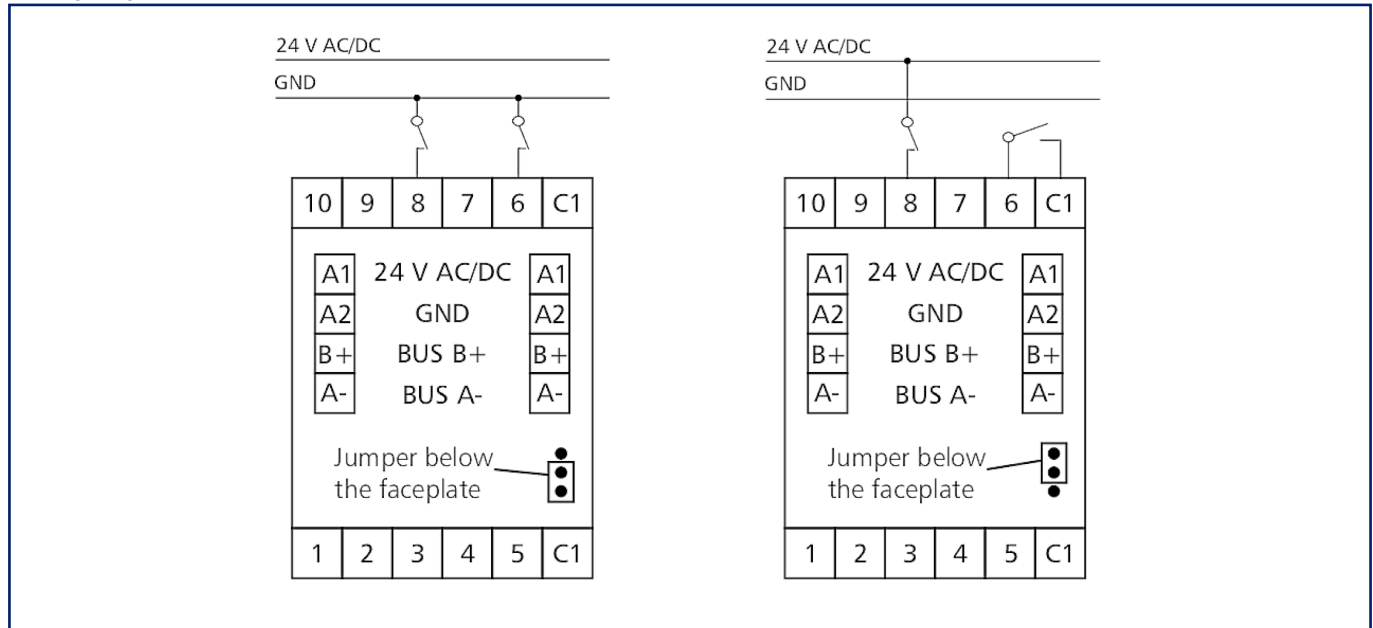 24 V AC/DC
GND
10 9 8 7 6 C1
A1 24 V AC/DC A1
A2 GND A2
B+ BUS B+ B+
A- BUS A- A-
Jumper below
the faceplate
1 2 3 4 5 C1
24 V AC/DC
GND
10 9 8 7 6 C1
A1 24 V AC/DC A1
A2 GND A2
B+ BUS B+ B+
A- BUS A- A-
Jumper below
the faceplate
1 2 3 4 5 C1